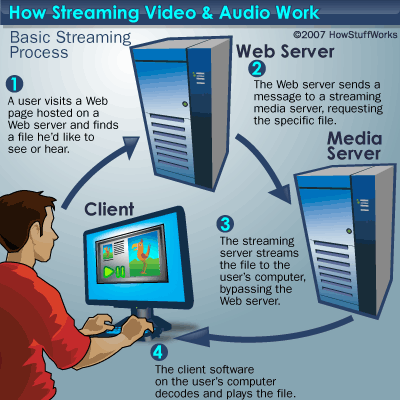 How Streaming Video & Audio Work
©2007 HowStuffWorks
Basic Streaming
Process
1
A user visits a Web
page hosted on a
Web server and finds
a file he'd like to
see or hear.
Web Server
2
The Web server sends a
message to a streaming
media server, requesting
the specific file.
Media
Server
Client
3
The streaming
server streams
the file to the
user's computer,
bypassing the
Web server.
4
The client software
on the user's computer
decodes and plays the file.